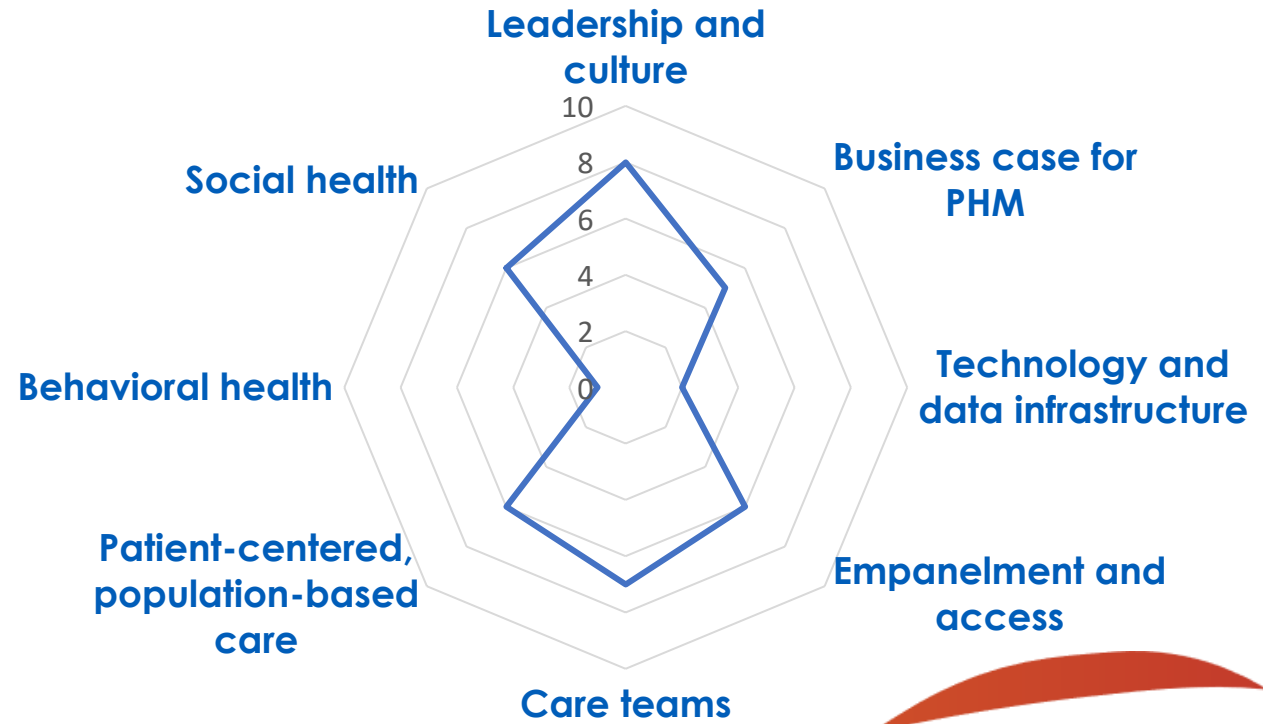 Leadership and
culture
10
8
6
4
2
0
Business case for
PHM
Social health
Technology and
data infrastructure
Behavioral health
Empanelment and
access
Patient-centered,
population-based
care
Care teams